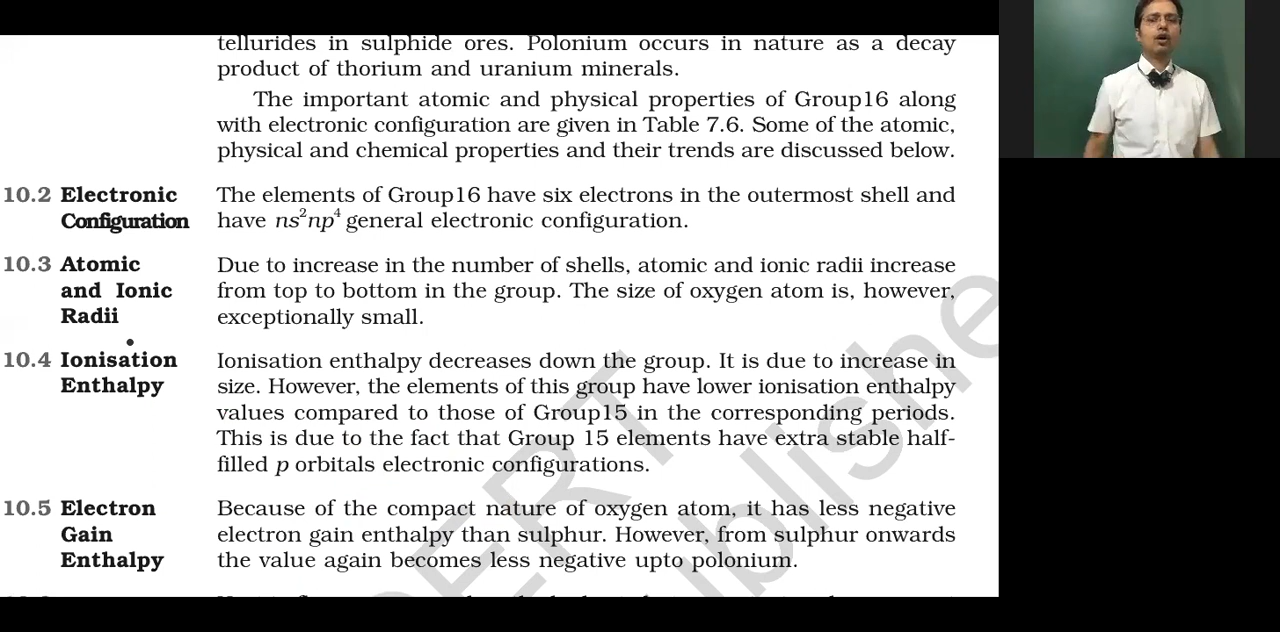 tellurides in sulphide ores. Polonium occurs in nature as a decay
product of thorium and uranium minerals.
The important atomic and physical properties of Group16 along
with electronic configuration are given in Table 7.6. Some of the atomic,
physical and chemical properties and their trends are discussed below.
10.2 Electronic
Configuration
The elements of Group16 have six electrons in the outermost shell and
have ns²np⁴ general electronic configuration.
10.3 Atomic
and Ionic
Radii
Due to increase in the number of shells, atomic and ionic radii increase
from top to bottom in the group. The size of oxygen atom is, however,
exceptionally small.
10.4 Ionisation
Enthalpy
Ionisation enthalpy decreases down the group. It is due to increase in
size. However, the elements of this group have lower ionisation enthalpy
values compared to those of Group15 in the corresponding periods.
This is due to the fact that Group 15 elements have extra stable half-
filled p orbitals electronic configurations.
10.5 Electron
Gain
Enthalpy
Because of the compact nature of oxygen atom, it has less negative
electron gain enthalpy than sulphur. However, from sulphur onwards
the value again becomes less negative upto polonium.